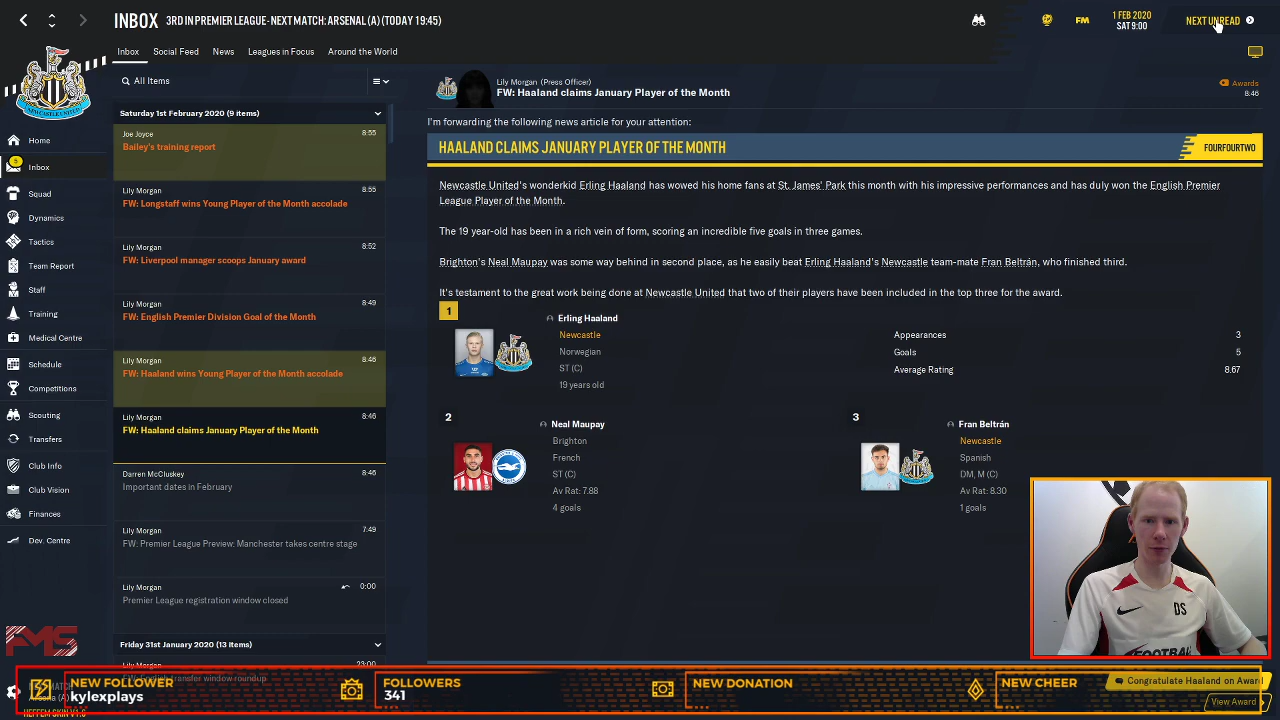 INBOX
3RD IN PREMIER LEAGUE - NEXT MATCH: ARSENAL (A) (TODAY 19:45)
FM
1 FEB 2020
SAT 9:00
NEXT UNREAD
Inbox Social Feed News Leagues in Focus Around the World
All Items
Saturday 1st February 2020 (9 items)
Joe Joyce 8:55
Bailey's training report
Lily Morgan 8:55
FW: Longstaff wins Young Player of the Month accolade
Lily Morgan 8:52
FW: Liverpool manager scoops January award
Lily Morgan 8:49
FW: English Premier Division Goal of the Month
Lily Morgan 8:46
FW: Haaland wins Young Player of the Month accolade
Lily Morgan 8:46
FW: Haaland claims January Player of the Month
Darren McCluskey 8:46
Important dates in February
Lily Morgan 7:49
FW: Premier League Preview: Manchester takes centre stage
Lily Morgan 0:00
Premier League registration window closed
Friday 31st January 2020 (13 items)
Lily Morgan 23:00
Home
5
Inbox
Squad
Dynamics
Tactics
Team Report
Staff
Training
Medical Centre
Schedule
Competitions
Scouting
Transfers
Club Info
Club Vision
Finances
Dev. Centre
FMS
Lily Morgan (Press Officer)
FW: Haaland claims January Player of the Month
Awards
8:46
I'm forwarding the following news article for your attention:
HAALAND CLAIMS JANUARY PLAYER OF THE MONTH
FOURFOURTWO
Newcastle United's wonderkid Erling Haaland has wowed his home fans at St. James' Park this month with his impressive performances and has duly won the English Premier
League Player of the Month.
The 19 year-old has been in a rich vein of form, scoring an incredible five goals in three games.
Brighton's Neal Maupay was some way behind in second place, as he easily beat Erling Haaland's Newcastle team-mate Fran Beltrán, who finished third.
It's testament to the great work being done at Newcastle United that two of their players have been included in the top three for the award.
1
Erling Haaland
Newcastle
Norwegian
ST (C)
19 years old
Appearances 3
Goals 5
Average Rating 8.67
2
Neal Maupay
Brighton
French
ST (C)
Av Rat: 7.88
4 goals
3
Fran Beltrán
Newcastle
Spanish
DM, M (C)
Av Rat: 8.30
1 goals
DS
NEW FOLLOWER
kylexplays
FOLLOWERS
341
NEW DONATION
NEW CHEER
Congratulate Haaland on Award
View Award